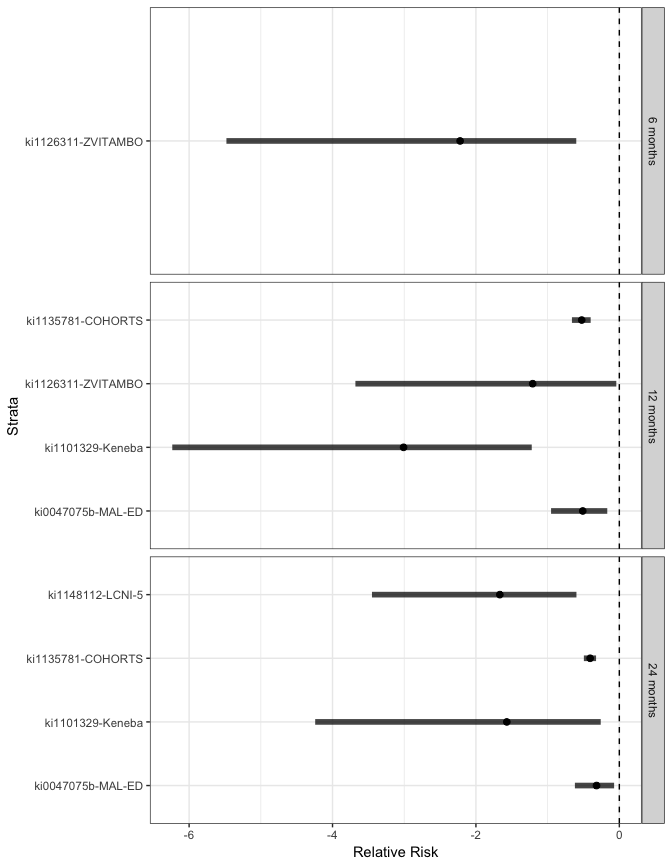 ki1126311-ZVITAMBO
6 months
ki1135781-COHORTS
ki1126311-ZVITAMBO
ki1101329-Keneba
ki0047075b-MAL-ED
12 months
Strata
ki1148112-LCNI-5
ki1135781-COHORTS
ki1101329-Keneba
ki0047075b-MAL-ED
24 months
-6 -4 -2 0
Relative Risk